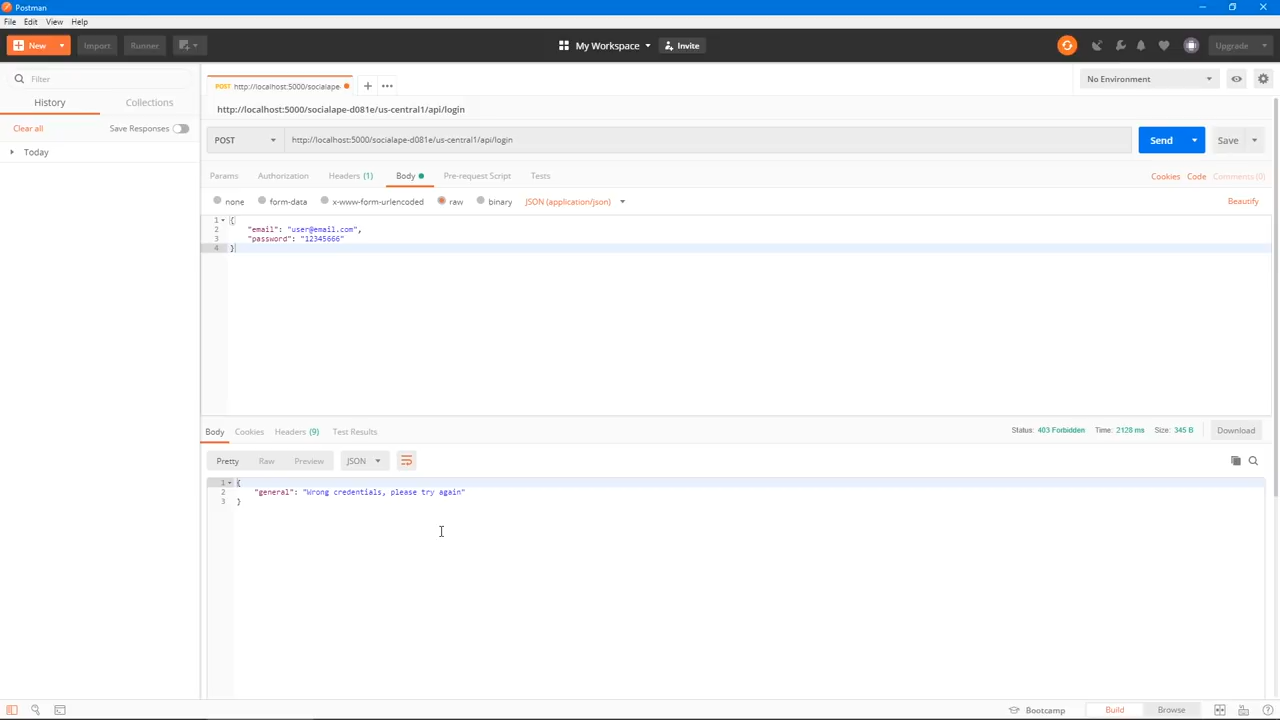 Postman
File Edit View Help
New Import Runner My Workspace Invite Upgrade
Filter
History Collections
Clear all Save Responses
Today
POST http://localhost:5000/socialape
No Environment
http://localhost:5000/socialape-d081e/us-central1/api/login
POST http://localhost:5000/socialape-d081e/us-central1/api/login Send Save
Params Authorization Headers (1) Body Pre-request Script Tests Cookies Code Comments (0)
none form-data x-www-form-urlencoded raw binary JSON (application/json) Beautify
1 {
2 "email": "user@email.com",
3 "password": "12345666"
4 }
Body Cookies Headers (9) Test Results Status: 403 Forbidden Time: 2128 ms Size: 345 B Download
Pretty Raw Preview JSON
1 {
2 "general": "Wrong credentials, please try again"
3 }
Bootcamp Build Browse